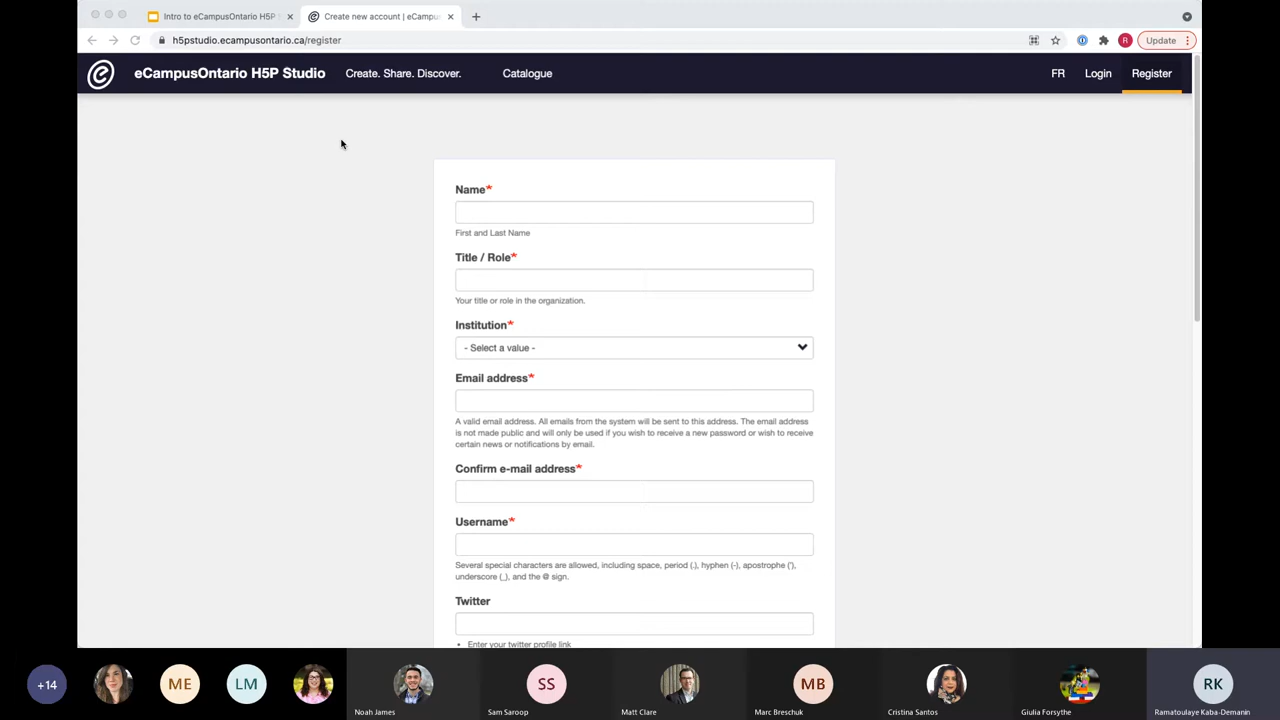 Intro to eCampusOntario H5P
Create new account | eCampus
h5pstudio.ecampusontario.ca/register
R
Update
eCampusOntario H5P Studio
Create. Share. Discover.
Catalogue
FR
Login
Register
Name*
First and Last Name
Title / Role*
Your title or role in the organization.
Institution*
- Select a value -
Email address*
A valid email address. All emails from the system will be sent to this address. The email address
is not made public and will only be used if you wish to receive a new password or wish to receive
certain news or notifications by email.
Confirm e-mail address*
Username*
Several special characters are allowed, including space, period (.), hyphen (-), apostrophe ('),
underscore (_), and the @ sign.
Twitter
Enter your twitter profile link
+14
ME
LM
Noah James
SS
Sam Saroop
Matt Clare
MB
Marc Breschuk
Cristina Santos
Giulia Forsythe
RK
Ramatoulaye Kaba-Demanin